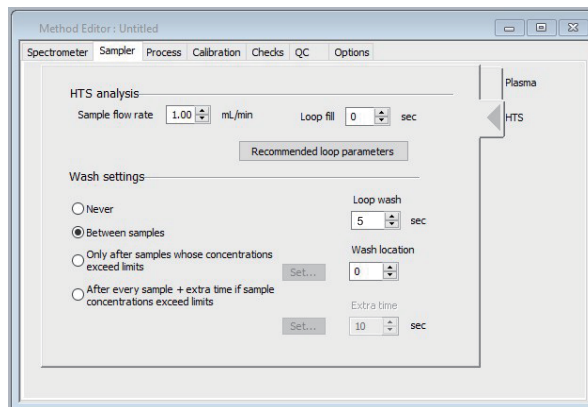 Method Editor : Untitled
Spectrometer Sampler Process Calibration Checks QC Options
Plasma
HTS
HTS analysis
Sample flow rate 1.00 mL/min Loop fill 0 sec
Recommended loop parameters
Wash settings
Never
Between samples
Only after samples whose concentrations
exceed limits
Set...
After every sample + extra time if sample
concentrations exceed limits
Set...
Loop wash
5 sec
Wash location
0
Extra time
10 sec